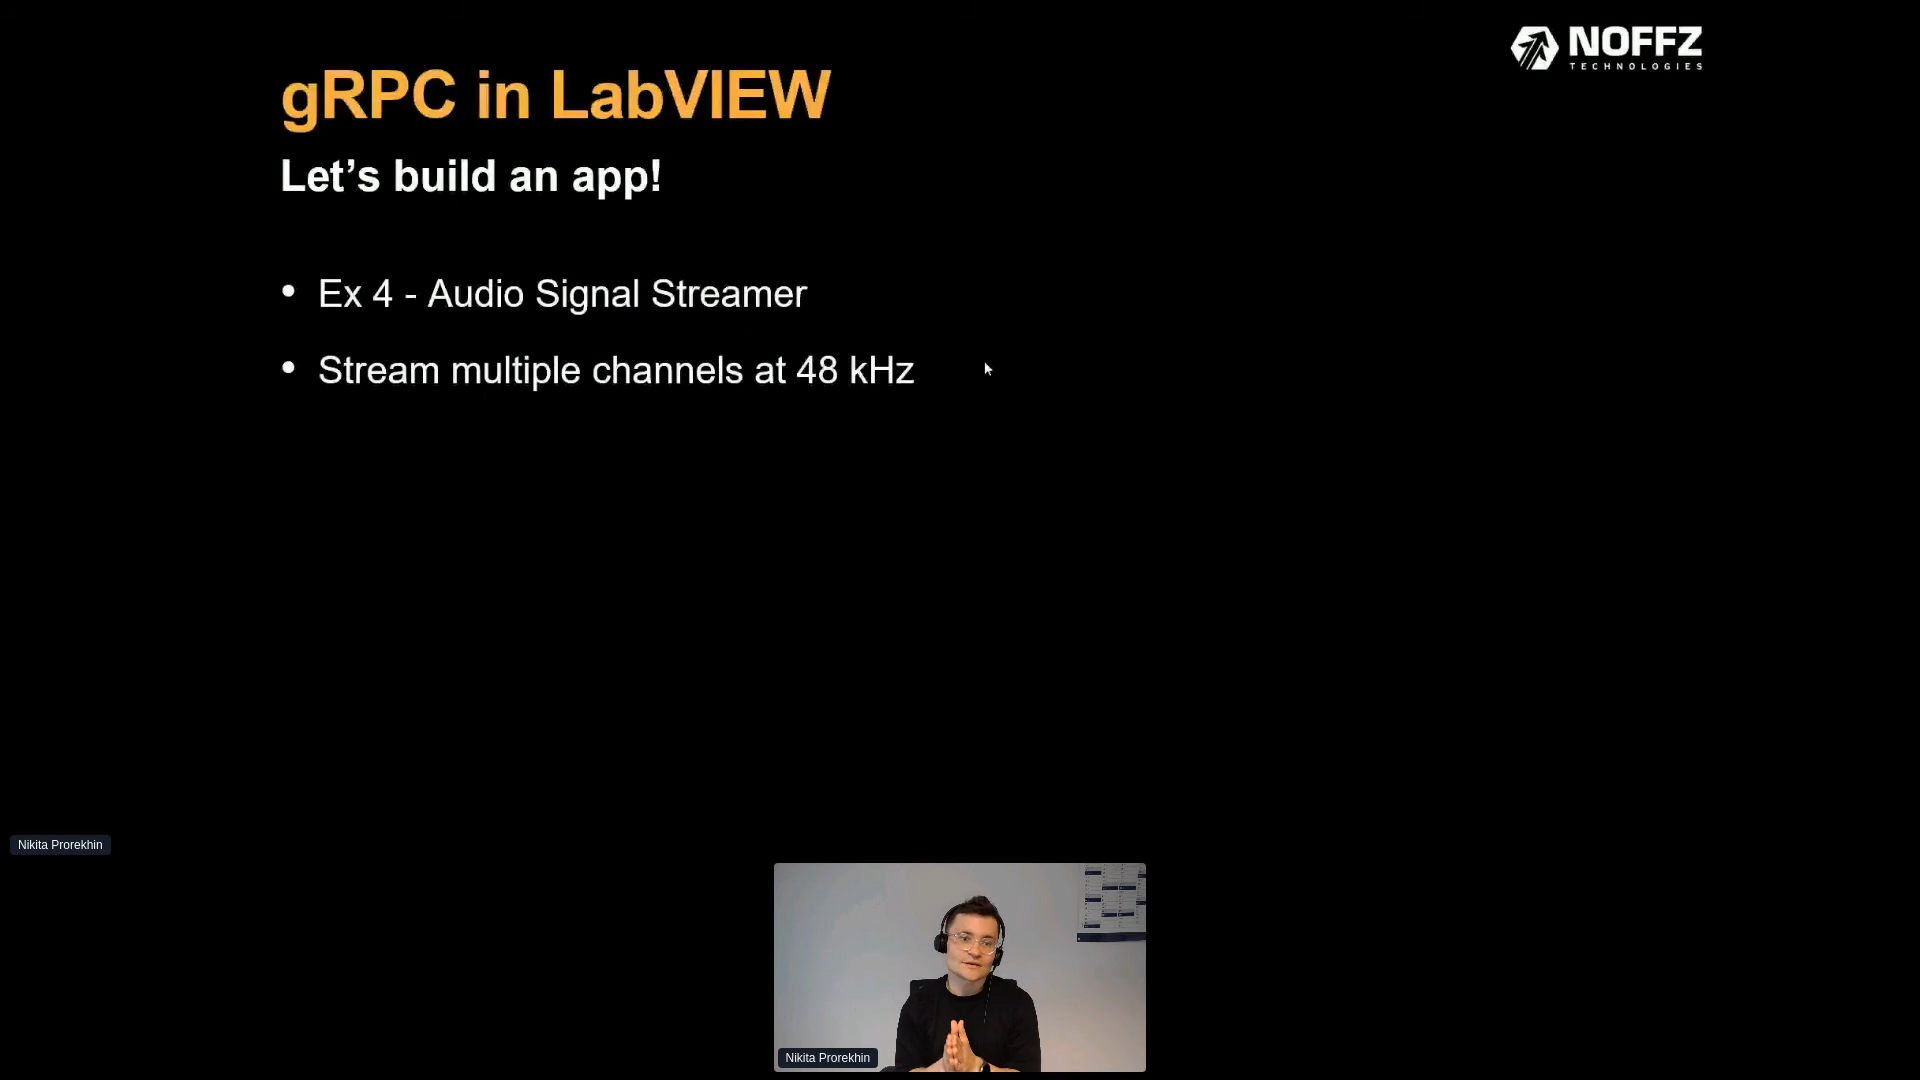 NOFFZ
TECHNOLOGIES
gRPC in LabVIEW
Let’s build an app!
• Ex 4 - Audio Signal Streamer
• Stream multiple channels at 48 kHz
Nikita Prorekhin
Nikita Prorekhin